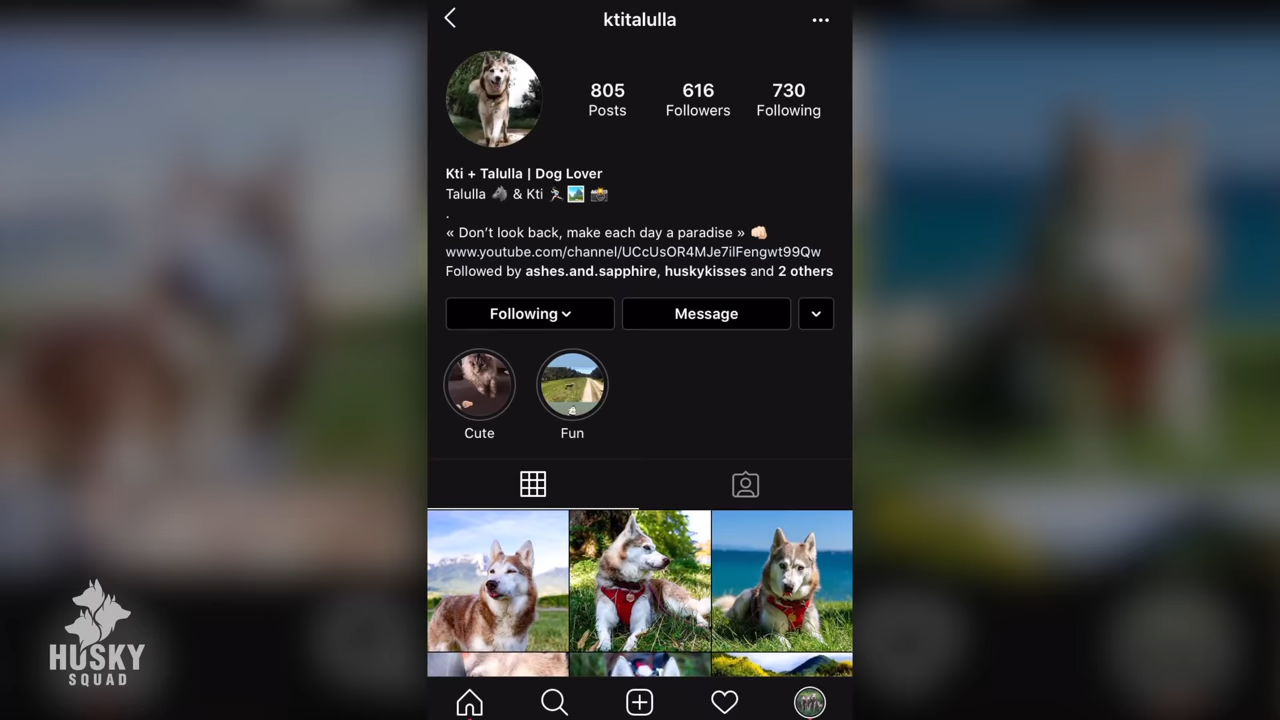 ktitalulla
805
Posts
616
Followers
730
Following
Kti + Talulla | Dog Lover
Talulla 🐴 & Kti 🏃🏻‍♀️🏞 📸
.
« Don’t look back, make each day a paradise » 👊🏻
www.youtube.com/channel/UCcUsOR4MJe7ilFengwt99Qw
Followed by ashes.and.sapphire, huskykisses and 2 others
Following
Message
Cute
Fun
HUSKY
SQUAD